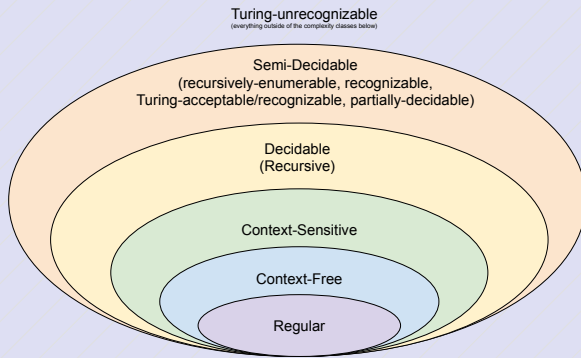 Turing-unrecognizable
(everything outside of the complexity classes below)
Semi-Decidable
(recursively-enumerable, recognizable,
Turing-acceptable/recognizable, partially-decidable)
Decidable
(Recursive)
Context-Sensitive
Context-Free
Regular